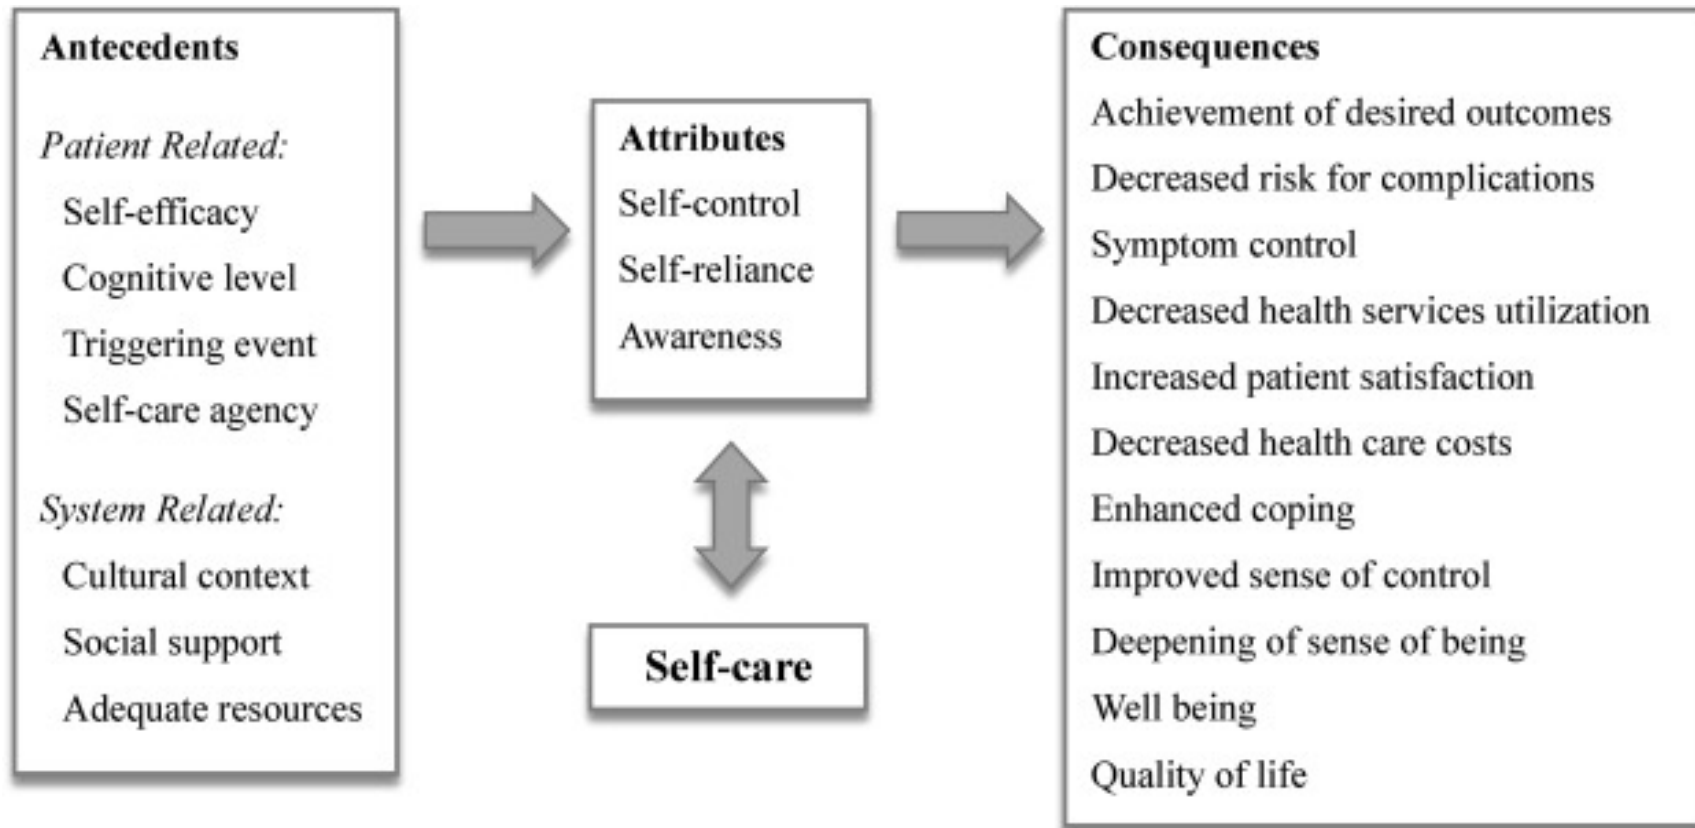 Antecedents
Patient Related:
Self-efficacy
Cognitive level
Triggering event
Self-care agency
System Related:
Cultural context
Social support
Adequate resources
Attributes
Self-control
Self-reliance
Awareness
Self-care
Consequences
Achievement of desired outcomes
Decreased risk for complications
Symptom control
Decreased health services utilization
Increased patient satisfaction
Decreased health care costs
Enhanced coping
Improved sense of control
Deepening of sense of being
Well being
Quality of life